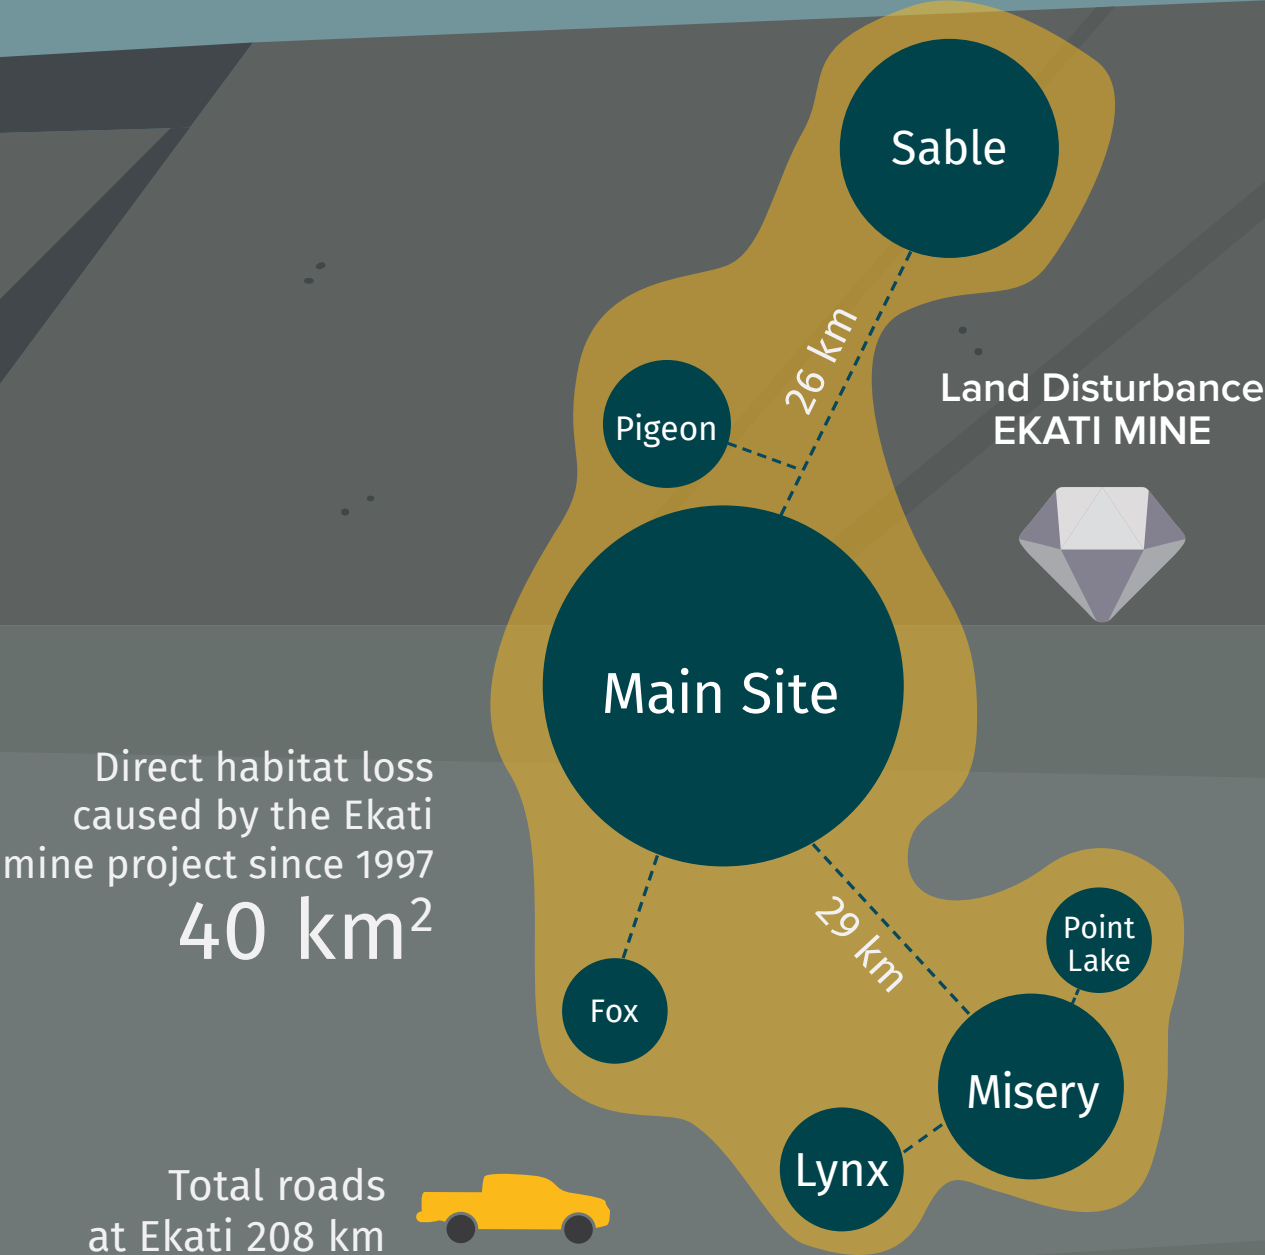 Sable
26 km
Pigeon
Land Disturbance
EKATI MINE
Main Site
Direct habitat loss
caused by the Ekati
mine project since 1997
40 km²
29 km
Point
Lake
Fox
Misery
Lynx
Total roads
at Ekati 208 km